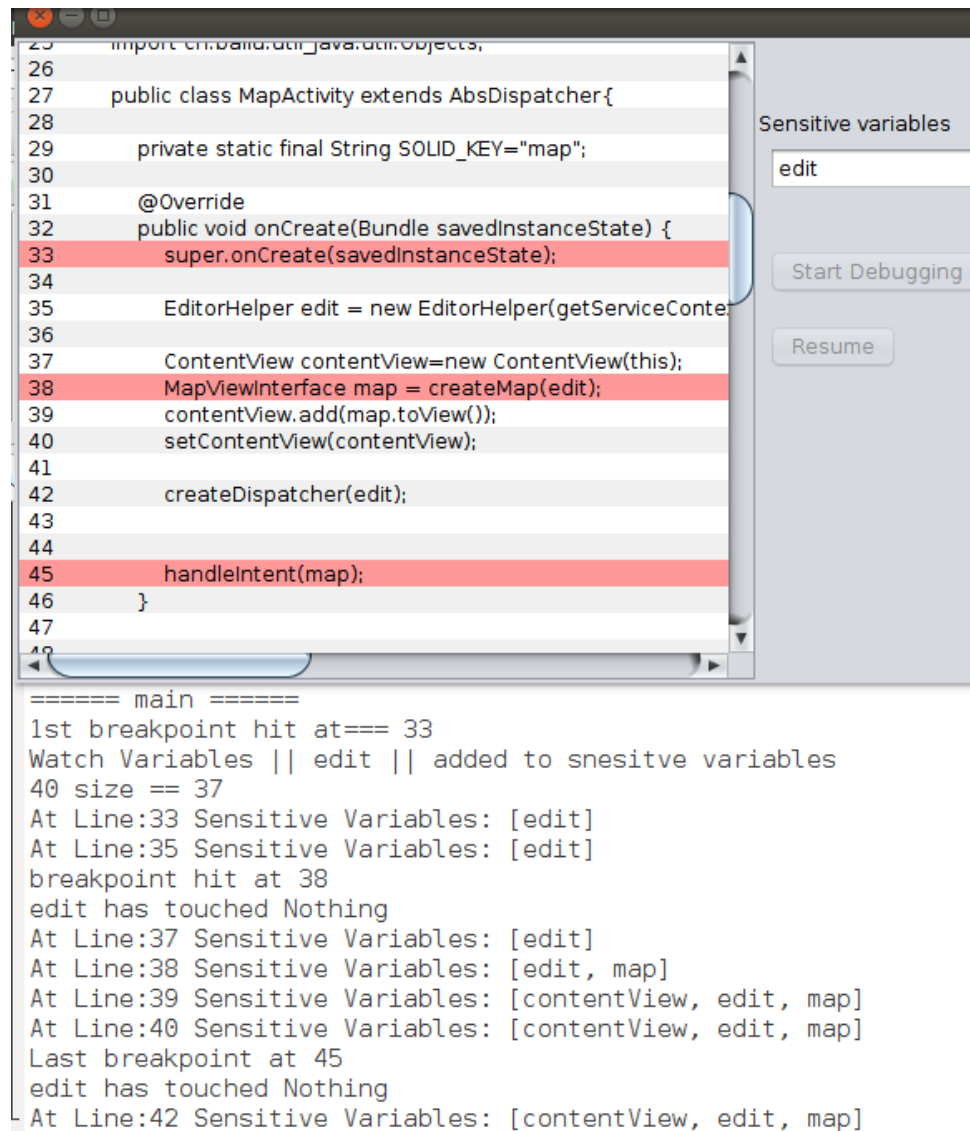 26
27 public class MapActivity extends AbsDispatcher{
28
29 private static final String SOLID_KEY="map";
30
31 @Override
32 public void onCreate(Bundle savedInstanceState) {
33 super.onCreate(savedInstanceState);
34
35 EditorHelper edit = new EditorHelper(getServiceConte
36
37 ContentView contentView=new ContentView(this);
38 MapViewInterface map = createMap(edit);
39 contentView.add(map.toView());
40 setContentView(contentView);
41
42 createDispatcher(edit);
43
44
45 handleIntent(map);
46 }
47
Sensitive variables
edit
Start Debugging
Resume
====== main ======
1st breakpoint hit at=== 33
Watch Variables || edit || added to snesitve variables
40 size == 37
At Line:33 Sensitive Variables: [edit]
At Line:35 Sensitive Variables: [edit]
breakpoint hit at 38
edit has touched Nothing
At Line:37 Sensitive Variables: [edit]
At Line:38 Sensitive Variables: [edit, map]
At Line:39 Sensitive Variables: [contentView, edit, map]
At Line:40 Sensitive Variables: [contentView, edit, map]
Last breakpoint at 45
edit has touched Nothing
At Line:42 Sensitive Variables: [contentView, edit, map]